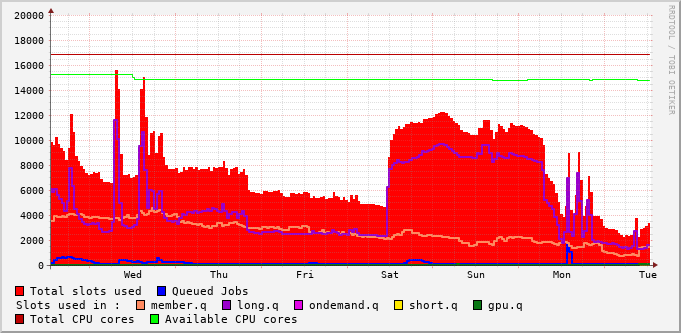 20000
18000
16000
14000
12000
10000
8000
6000
4000
2000
0
Wed Thu Fri Sat Sun Mon Tue
RRDTOOL / TOBI OETIKER
Total slots used Queued Jobs
Slots used in : member.q long.q ondemand.q short.q gpu.q
Total CPU cores Available CPU cores